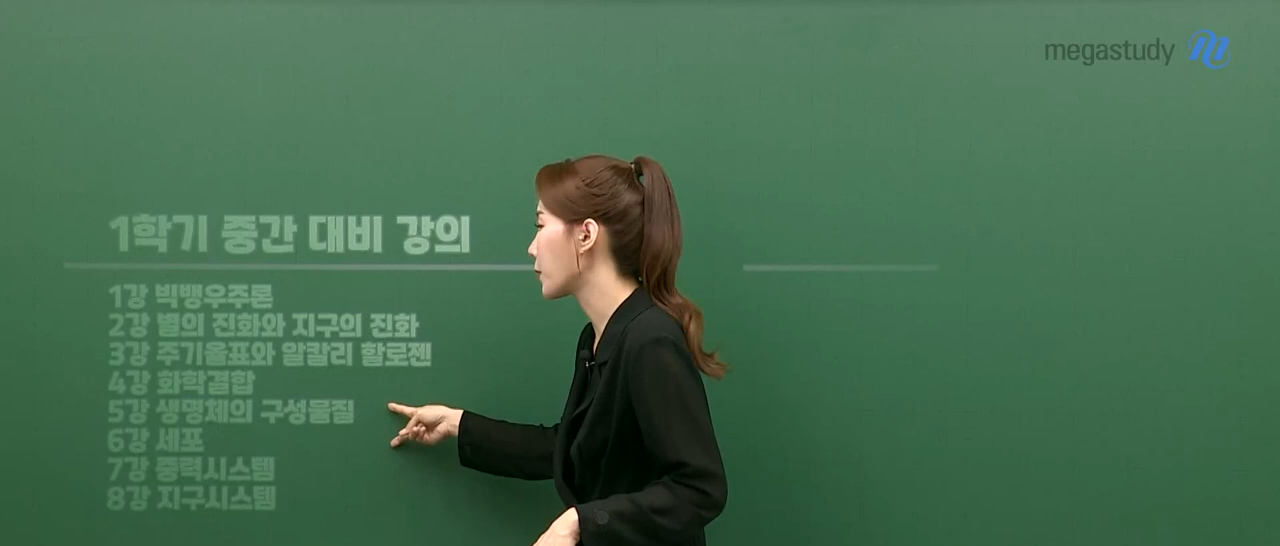 megastudy
1학기 중간 대비 강의
1강 빅뱅우주론
2강 별의 진화와 지구의 진화
3강 주기율표와 알칼리 할로젠
4강 화학결합
5강 생명체의 구성물질
6강 세포
7강 중력시스템
8강 지구시스템